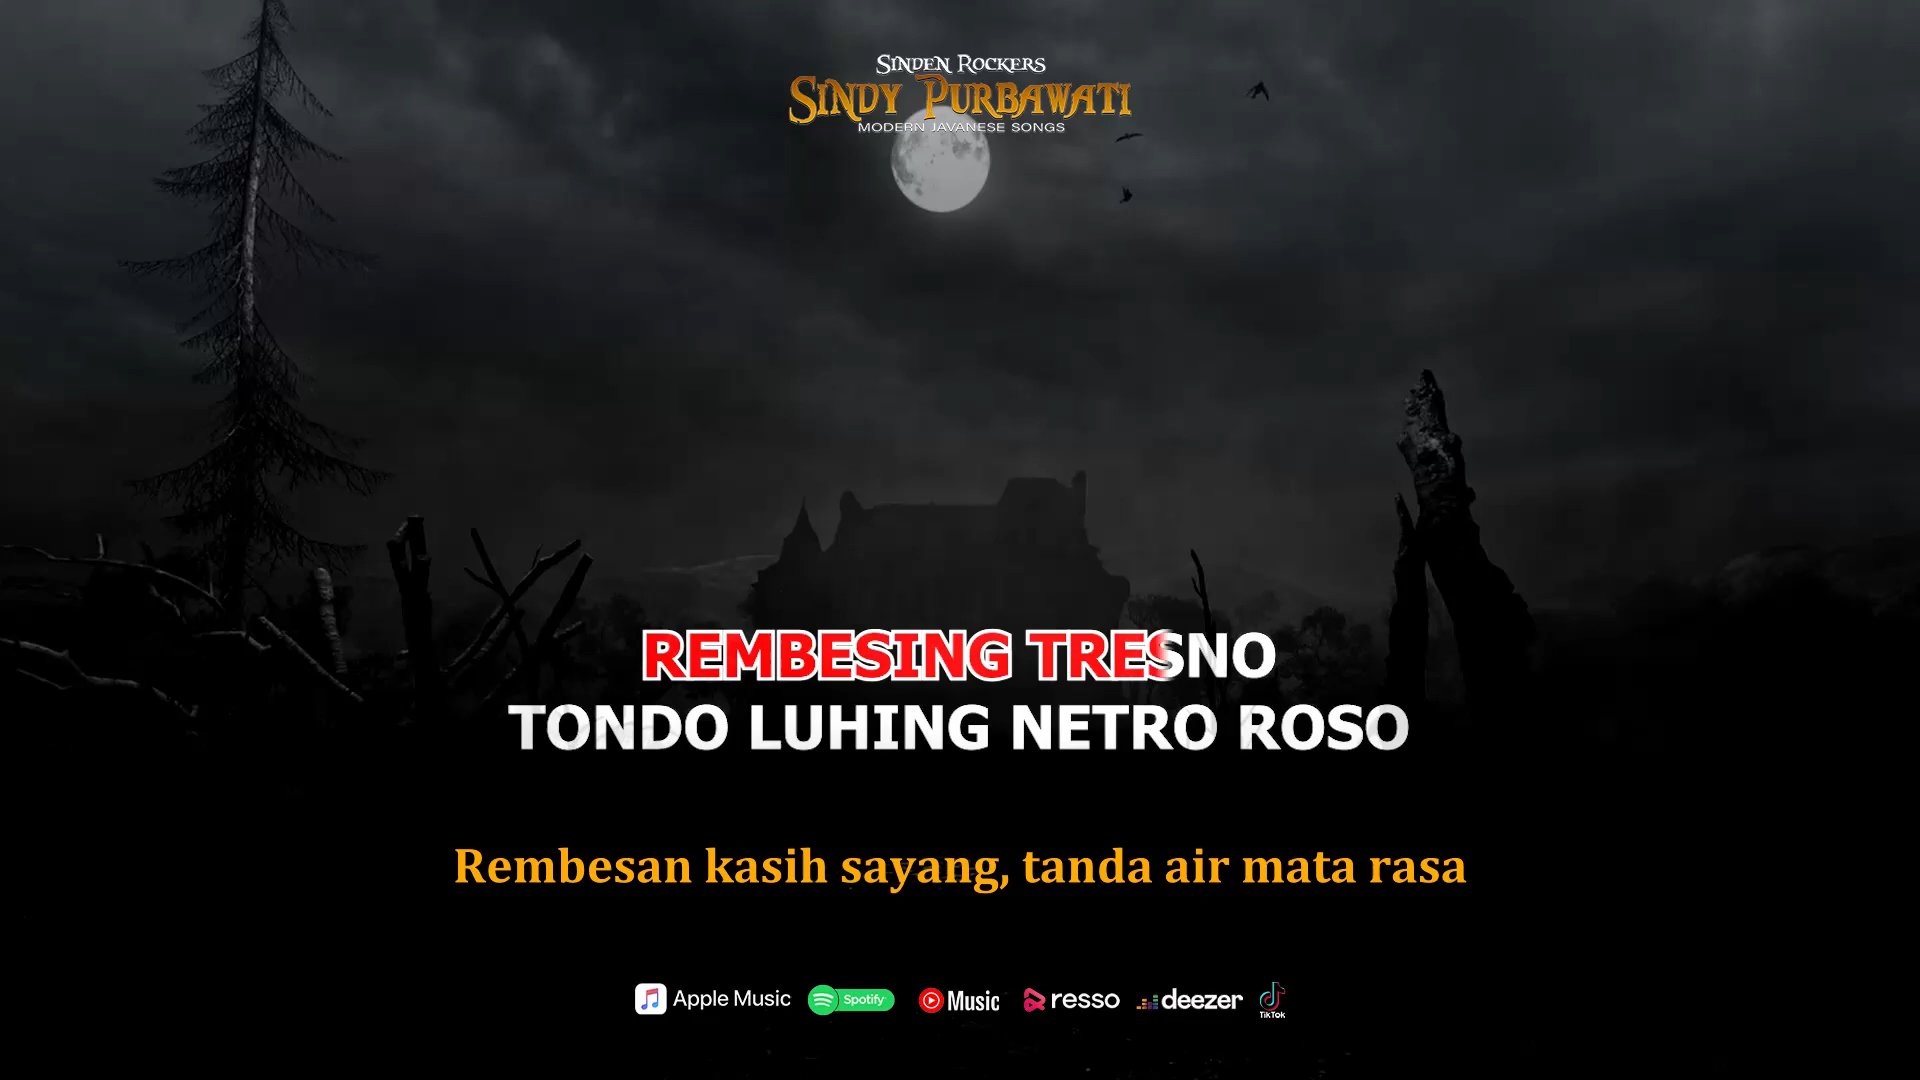 SINDEN ROCKERS
SINDY PURBAWATI
MODERN JAVANESE SONGS
REMBESING TRESNO
TONDO LUHING NETRO ROSO
Rembesan kasih sayang, tanda air mata rasa
Apple Music Spotify Music resso deezer TikTok